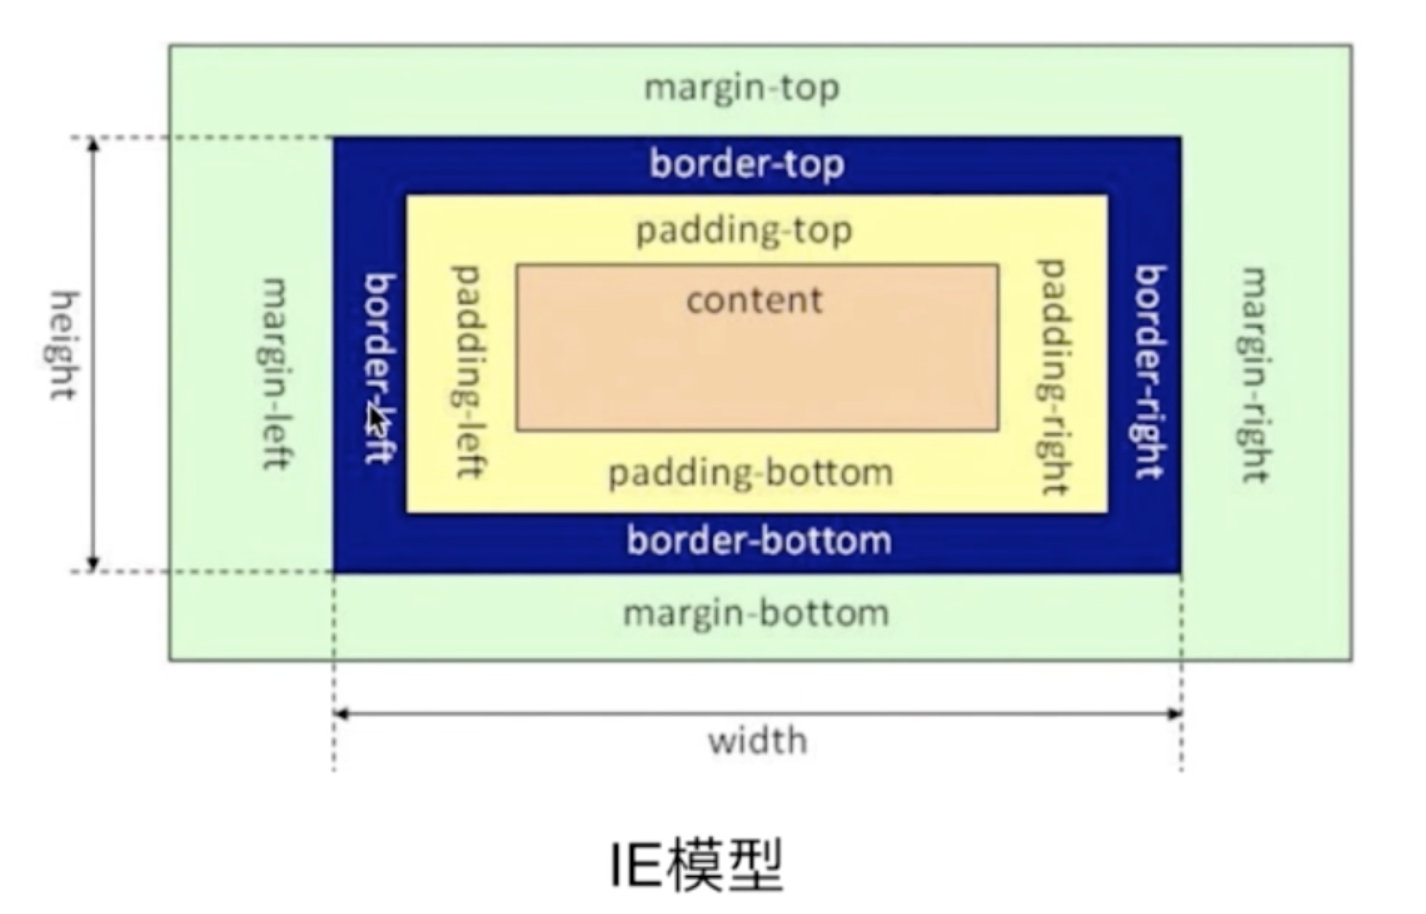 margin-top
border-top
padding-top
content
height
margin-left
border-left
padding-left
padding-right
border-right
margin-right
padding-bottom
border-bottom
margin-bottom
width
IE模型